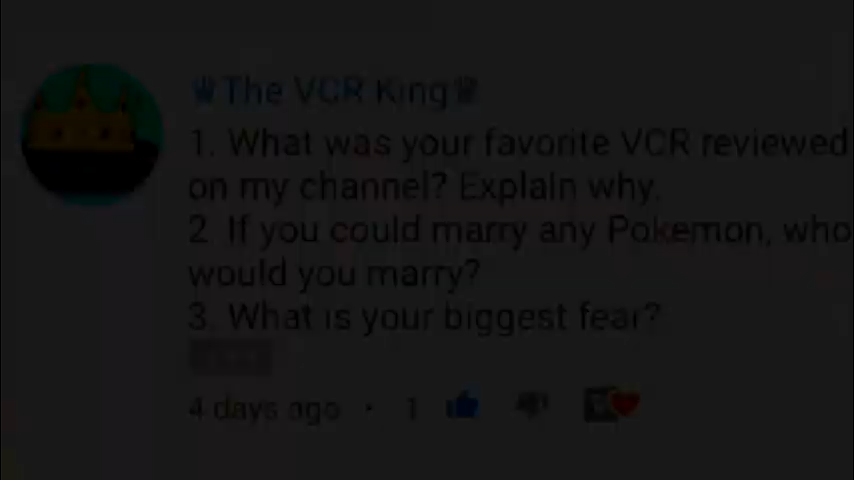 ♕The VCR King♕
1. What was your favorite VCR reviewed
on my channel? Explain why.
2. If you could marry any Pokemon, who
would you marry?
3. What is your biggest fear?
4 days ago · 1